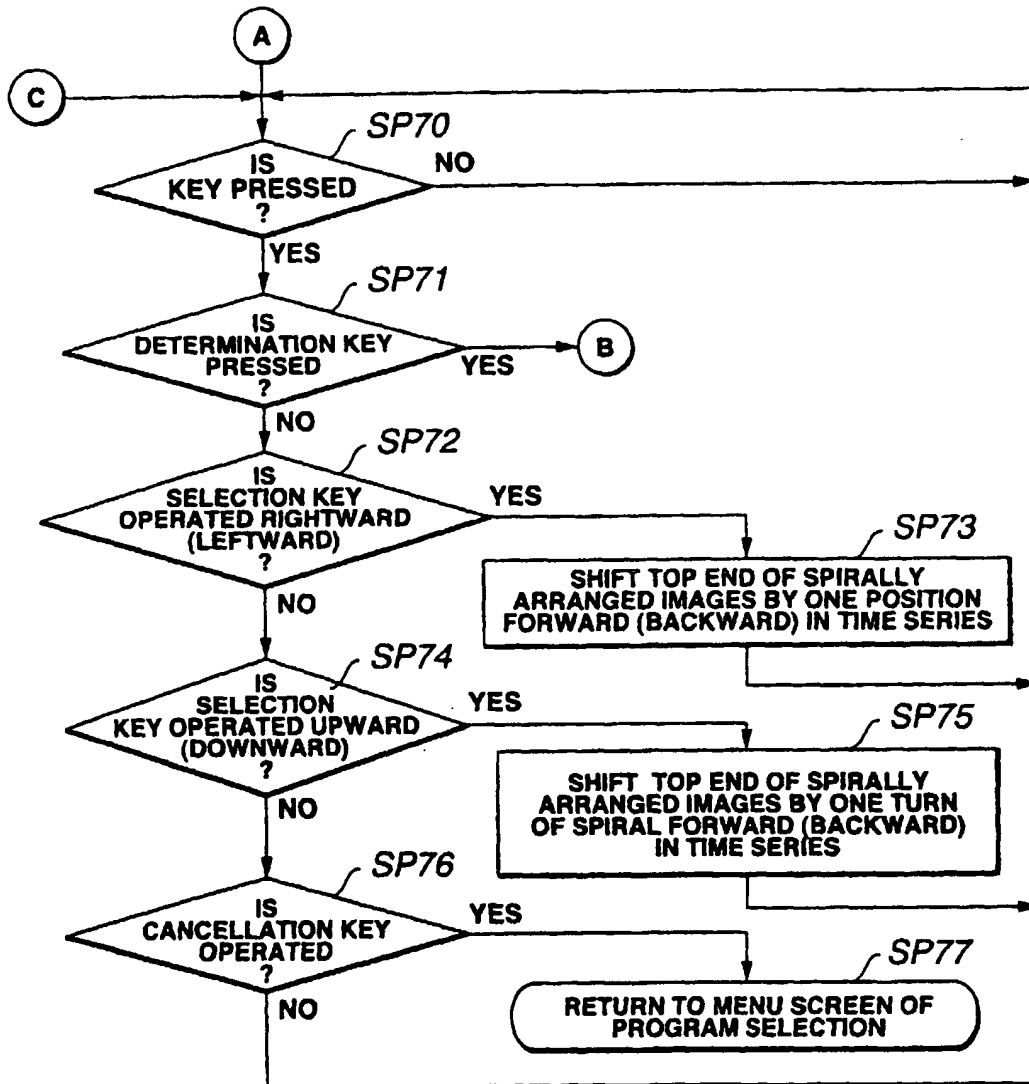 A
C
SP70
IS
KEY PRESSED
?
NO
YES
SP71
IS
DETERMINATION KEY
PRESSED
?
YES
B
NO
SP72
IS
SELECTION KEY
OPERATED RIGHTWARD
(LEFTWARD)
?
YES
NO
SP73
SHIFT TOP END OF SPIRALLY
ARRANGED IMAGES BY ONE POSITION
FORWARD (BACKWARD) IN TIME SERIES
SP74
IS
SELECTION
KEY OPERATED UPWARD
(DOWNWARD)
?
YES
NO
SP75
SHIFT TOP END OF SPIRALLY
ARRANGED IMAGES BY ONE TURN
OF SPIRAL FORWARD (BACKWARD)
IN TIME SERIES
SP76
IS
CANCELLATION KEY
OPERATED
?
YES
NO
SP77
RETURN TO MENU SCREEN OF
PROGRAM SELECTION